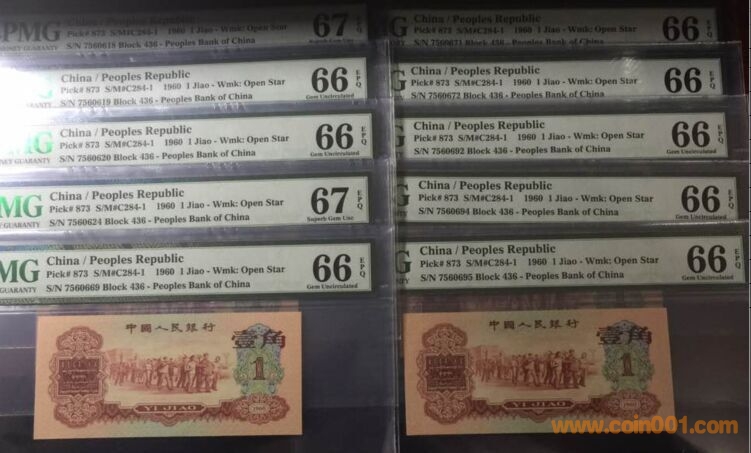 PMG
67 EPQ
Pick# 873 S/M#C284-1 1960 1 Jiao - Wmk: Open Star
S/N 7560618 Block 436 - Peoples Bank of China
Superb Gem Unc
China / Peoples Republic
Pick# 873 S/M#C284-1 1960 1 Jiao - Wmk: Open Star
S/N 7560619 Block 436 - Peoples Bank of China
66 EPQ
Gem Uncirculated
China / Peoples Republic
Pick# 873 S/M#C284-1 1960 1 Jiao - Wmk: Open Star
S/N 7560620 Block 436 - Peoples Bank of China
66 EPQ
Gem Uncirculated
MG
GUARANTY
China / Peoples Republic
Pick# 873 S/M#C284-1 1960 1 Jiao - Wmk: Open Star
S/N 7560624 Block 436 - Peoples Bank of China
67 EPQ
Superb Gem Unc
MG
GUARANTY
China / Peoples Republic
Pick# 873 S/M#C284-1 1960 1 Jiao - Wmk: Open Star
S/N 7560669 Block 436 - Peoples Bank of China
66 EPQ
Gem Uncirculated
中國人民銀行
壹角
1
YI JIAO
1960
Pick# 873 S/M#C284-1 1960 1 Jiao - Wmk: Open Star
S/N 7560671 Block 436 - Peoples Bank of China
66
China / Peoples Republic
Pick# 873 S/M#C284-1 1960 1 Jiao - Wmk: Open Star
S/N 7560672 Block 436 - Peoples Bank of China
66 EPQ
Gem Uncirculated
China / Peoples Republic
Pick# 873 S/M#C284-1 1960 1 Jiao - Wmk: Open Star
S/N 7560692 Block 436 - Peoples Bank of China
66 EPQ
Gem Uncirculated
China / Peoples Republic
Pick# 873 S/M#C284-1 1960 1 Jiao - Wmk: Open Star
S/N 7560694 Block 436 - Peoples Bank of China
66 EPQ
Gem Uncirculated
China / Peoples Republic
Pick# 873 S/M#C284-1 1960 1 Jiao - Wmk: Open Star
S/N 7560695 Block 436 - Peoples Bank of China
66 EPQ
Gem Uncirculated
中國人民銀行
壹角
1
YI JIAO
1960
www.coin001.com